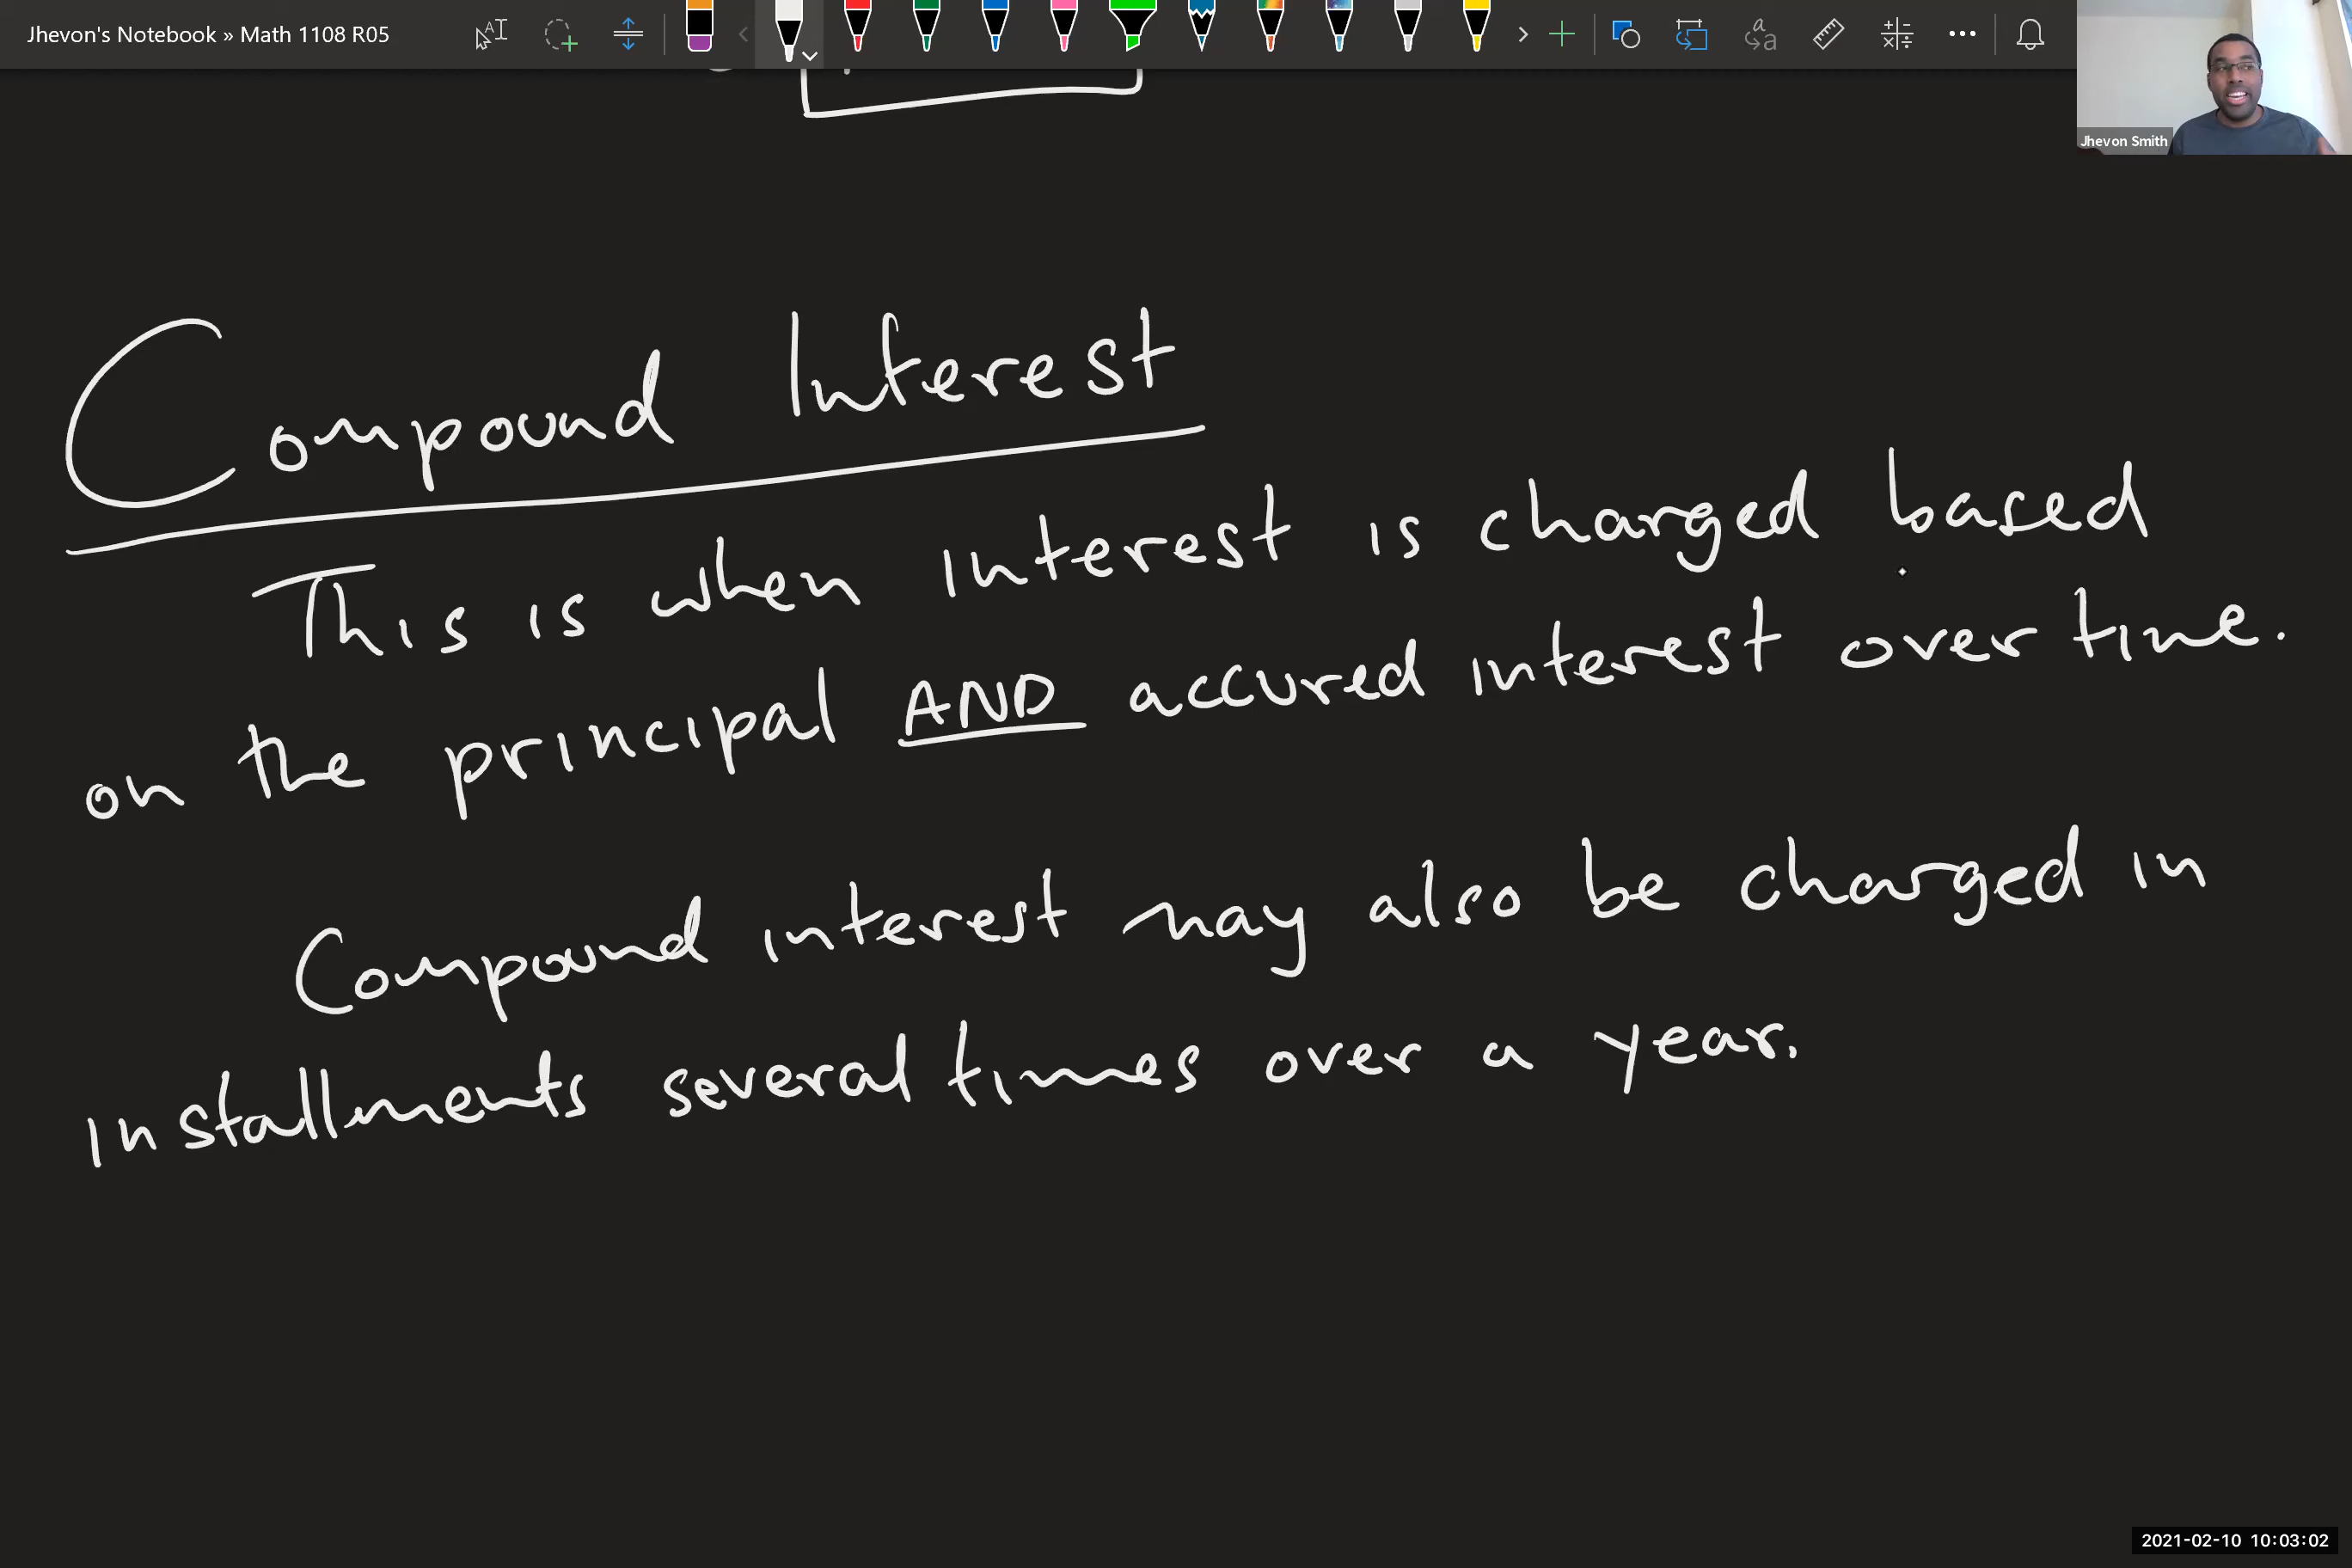 Jhevon's Notebook » Math 1108 R05
Jhevon Smith
Compound Interest
This is when interest is charged based
on the principal AND accured interest over time.
Compound interest may also be charged in
installments several times over a year.
2021-02-10 10:03:02